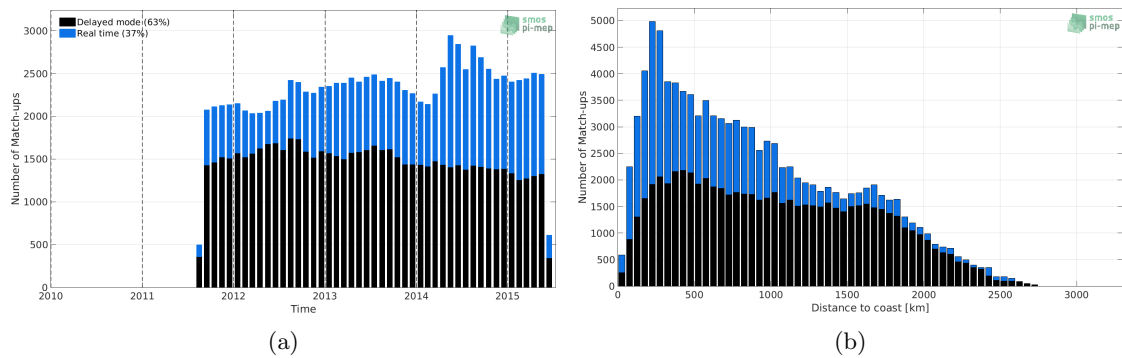 Delayed mode (63%)
Real time (37%)
smos
pi-mep
Number of Match-ups
3000
2500
2000
1500
1000
500
0
2010
2011
2012
2013
2014
2015
Time
(a)
smos
pi-mep
Number of Match-ups
5000
4500
4000
3500
3000
2500
2000
1500
1000
500
0
0
500
1000
1500
2000
2500
3000
Distance to coast [km]
(b)